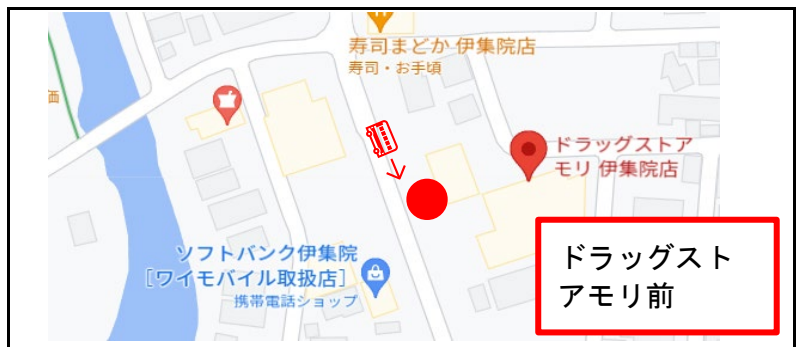 寿司まどか 伊集院店
寿司・お手頃
価
ドラッグストア
モリ 伊集院店
ソフトバンク伊集院
[ワイモバイル取扱店]
携帯電話ショップ
ドラッグスト
アモリ前